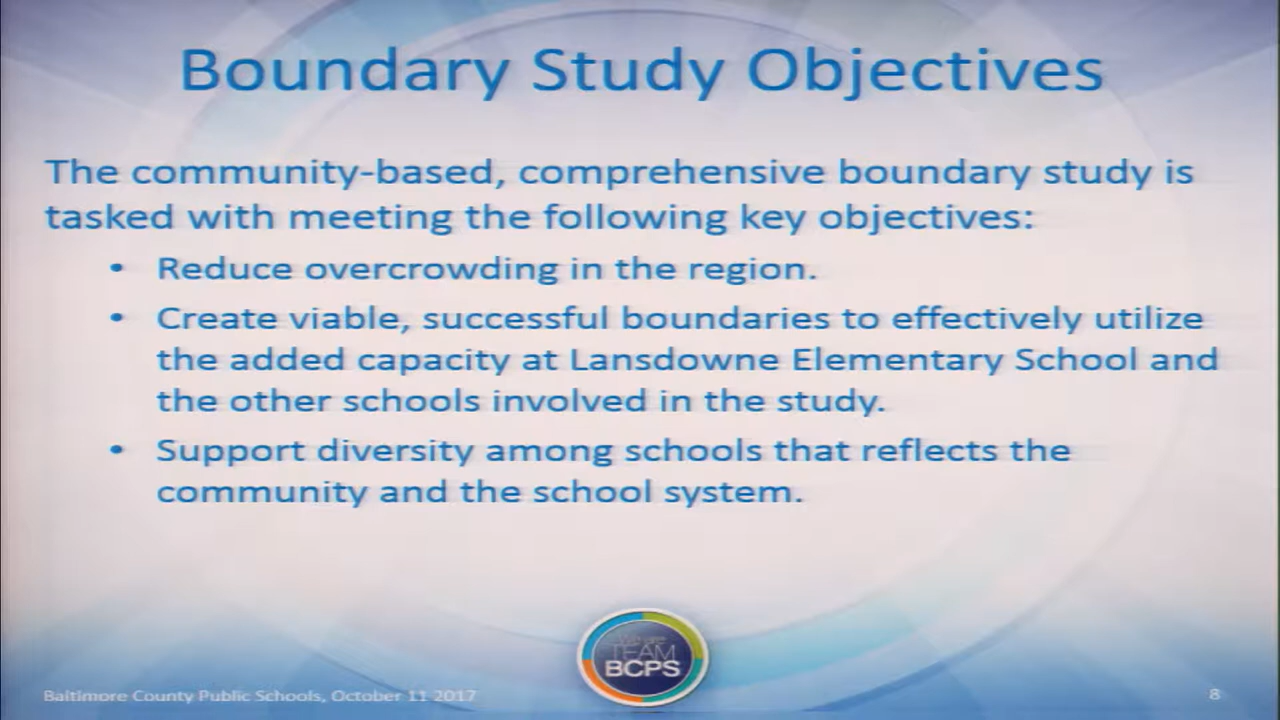 Boundary Study Objectives
The community-based, comprehensive boundary study is
tasked with meeting the following key objectives:
• Reduce overcrowding in the region.
• Create viable, successful boundaries to effectively utilize
the added capacity at Lansdowne Elementary School and
the other schools involved in the study.
• Support diversity among schools that reflects the
community and the school system.
We are
TEAM
BCPS
Baltimore County Public Schools, October 11 2017
8